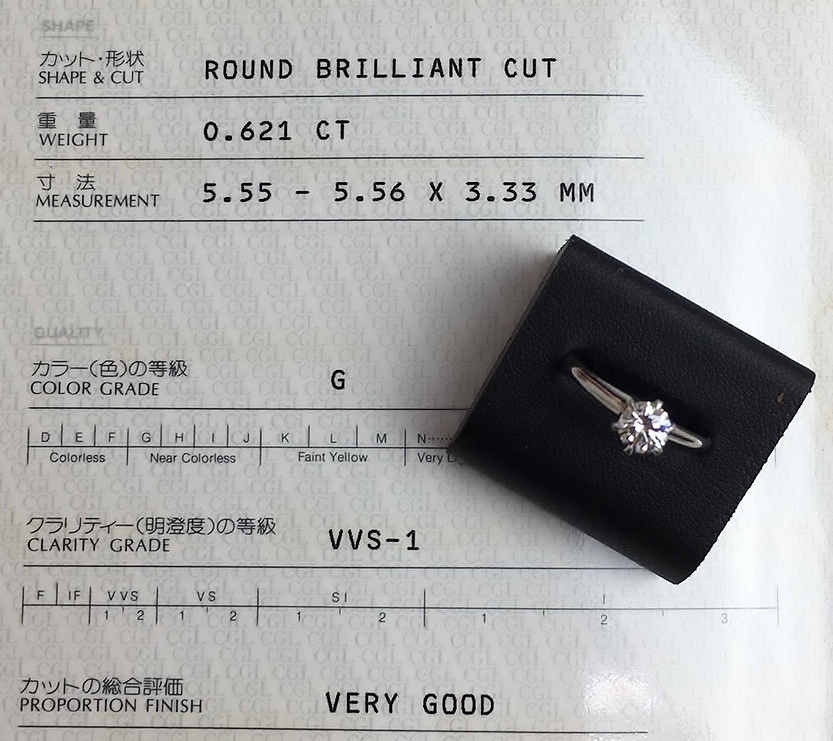 SHAPE
カット・形状
SHAPE & CUT
ROUND BRILLIANT CUT
重量
WEIGHT
0.621 CT
寸法
MEASUREMENT
5.55 - 5.56 X 3.33 MM
QUALITY
カラー(色)の等級
COLOR GRADE
G
D E F G H I J K L M N
Colorless Near Colorless Faint Yellow Very
クラリティー(明澄度)の等級
CLARITY GRADE
VVS-1
F IF VVS VS SI I
1 2 1 2 1 2 1 2 3
カットの総合評価
PROPORTION FINISH
VERY GOOD